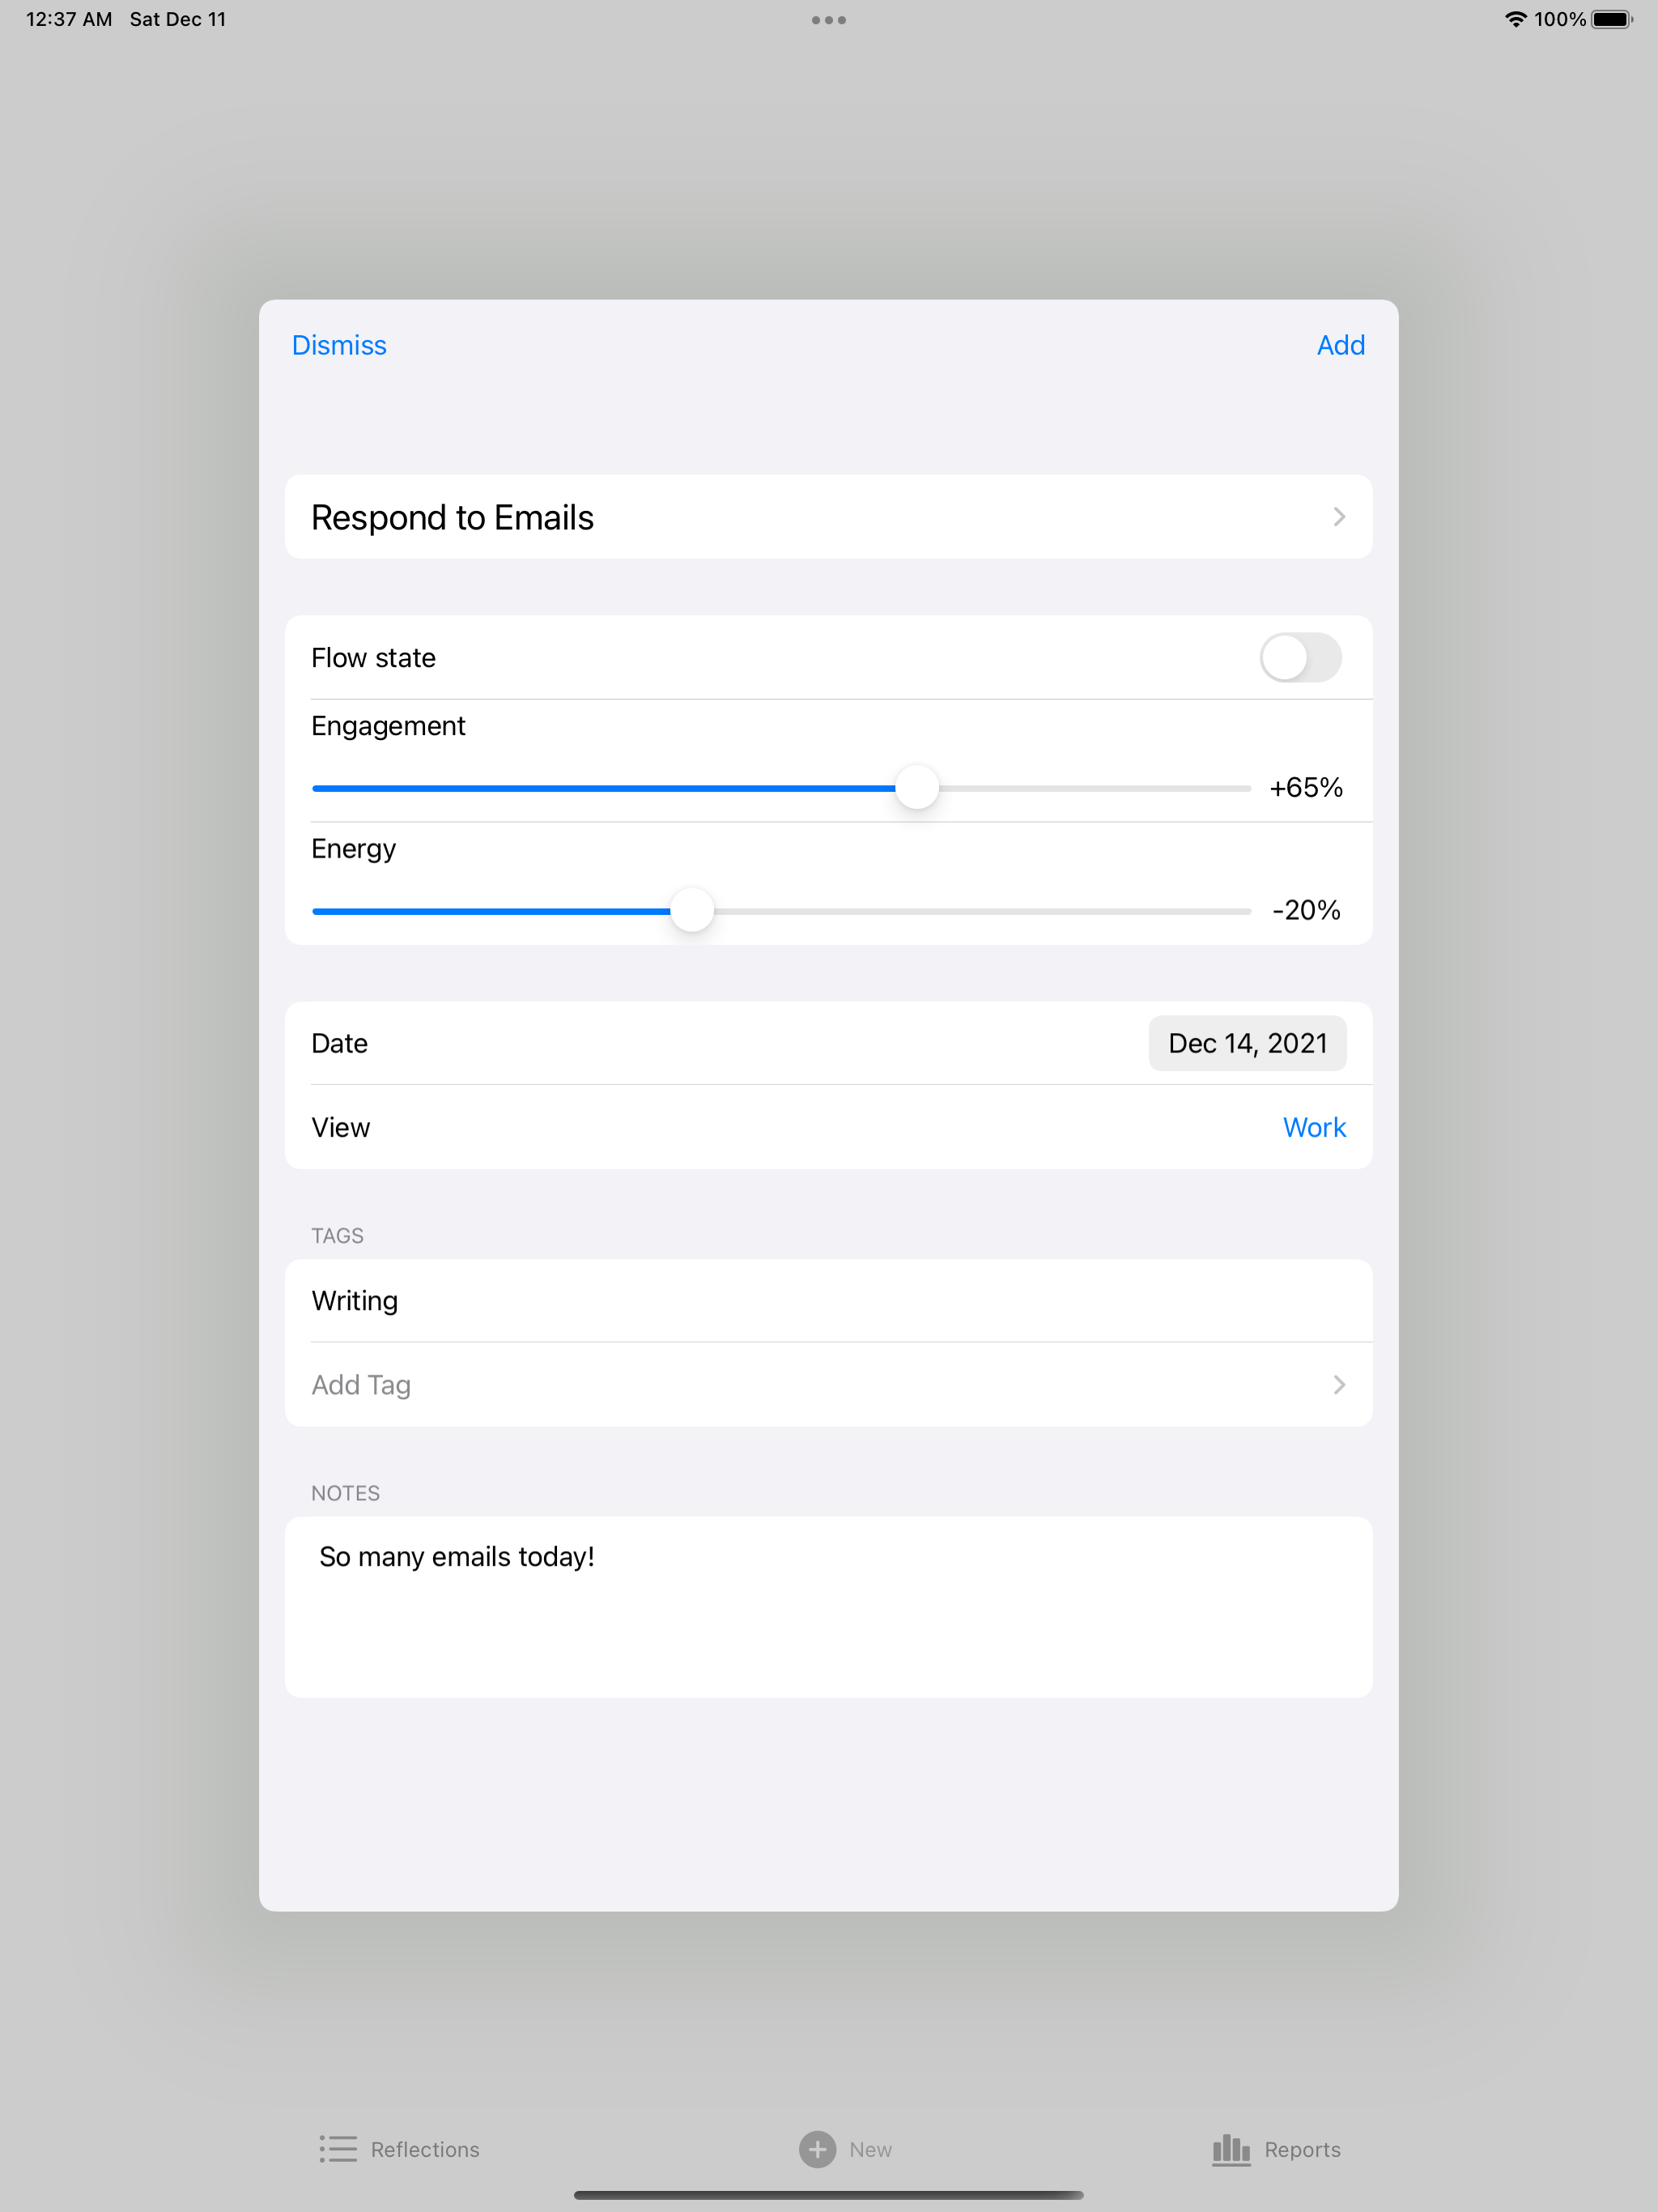 12:37 AM Sat Dec 11 100%
Dismiss Add
Respond to Emails
Flow state
Engagement
+65%
Energy
-20%
Date Dec 14, 2021
View Work
TAGS
Writing
Add Tag
NOTES
So many emails today!
Reflections New Reports